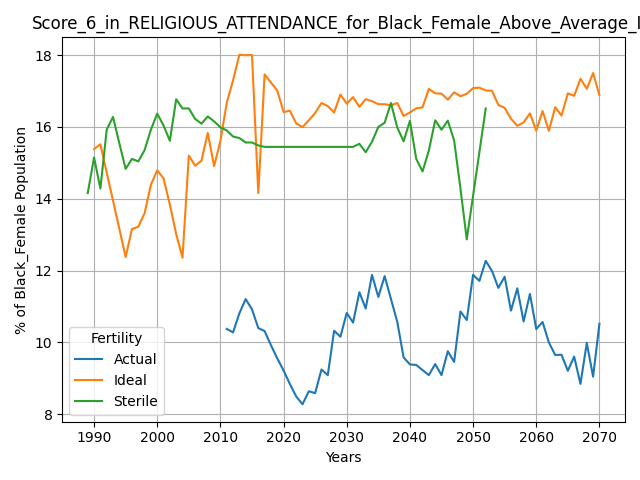 Score_6_in_RELIGIOUS_ATTENDANCE_for_Black_Female_Above_Average_I
18
16
14
12
10
8
% of Black_Female Population
Fertility
Actual
Ideal
Sterile
1990 2000 2010 2020 2030 2040 2050 2060 2070
Years